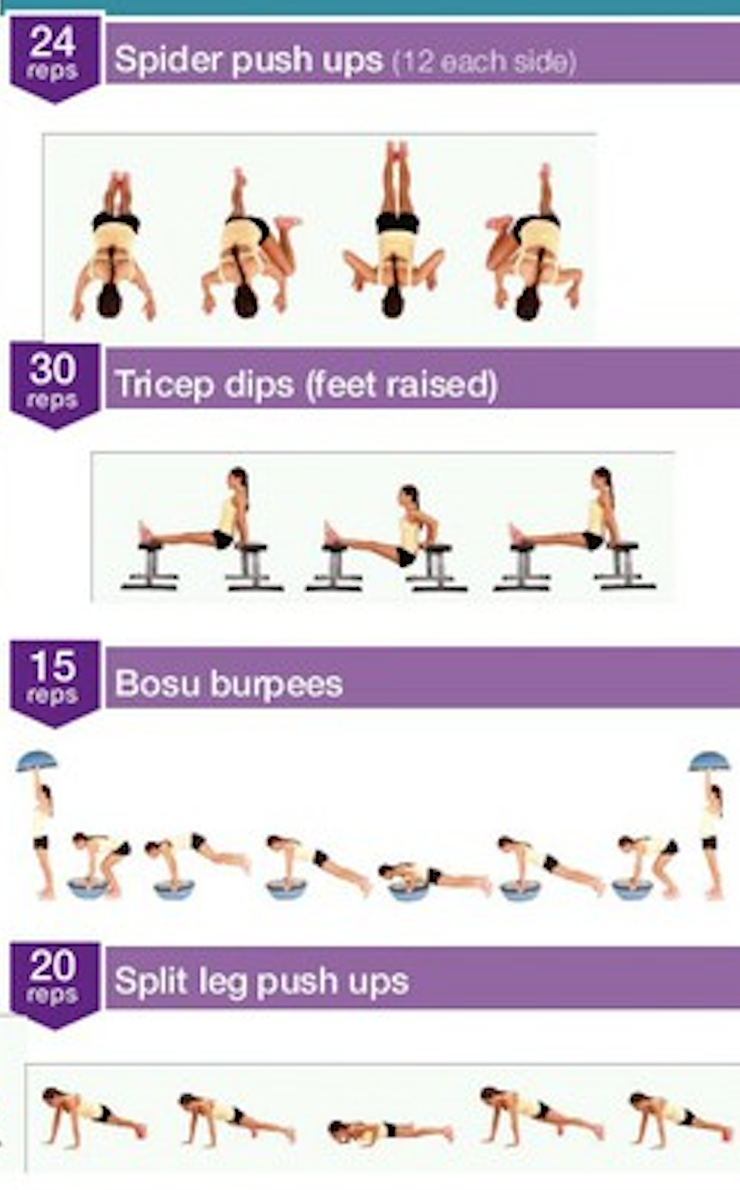 24
reps
Spider push ups (12 each side)
30
reps
Tricep dips (feet raised)
15
reps
Bosu burpees
20
reps
Split leg push ups